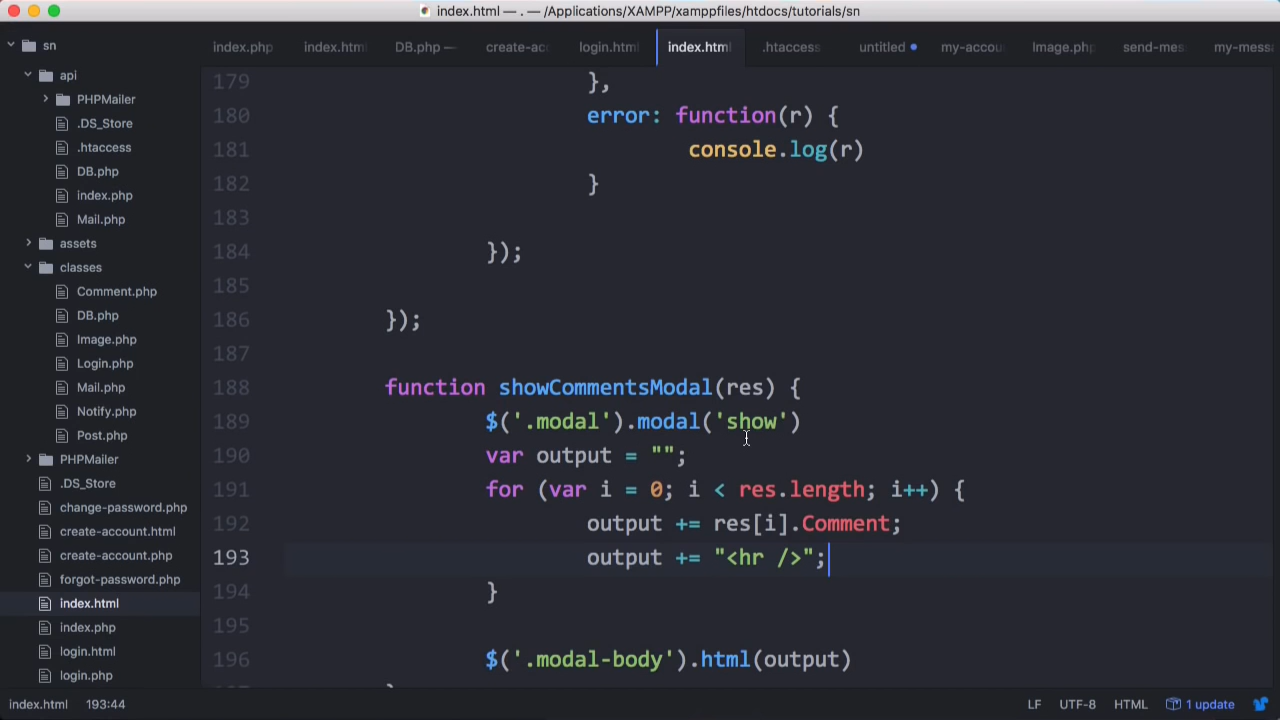 index.html — . — /Applications/XAMPP/xamppfiles/htdocs/tutorials/sn
sn
index.php
index.html
DB.php —
create-acc
login.html
index.html
.htaccess
untitled
my-accou
Image.php
send-mes
my-messa
api
PHPMailer
.DS_Store
.htaccess
DB.php
index.php
Mail.php
assets
classes
Comment.php
DB.php
Image.php
Login.php
Mail.php
Notify.php
Post.php
PHPMailer
.DS_Store
change-password.php
create-account.html
create-account.php
forgot-password.php
index.html
index.php
login.html
login.php
179 },
180 error: function(r) {
181 console.log(r)
182 }
183
184 });
185
186 });
187
188 function showCommentsModal(res) {
189 $('.modal').modal('show')
190 var output = "";
191 for (var i = 0; i < res.length; i++) {
192 output += res[i].Comment;
193 output += "<hr />";
194 }
195
196 $('.modal-body').html(output)
index.html 193:44
LF UTF-8 HTML 1 update